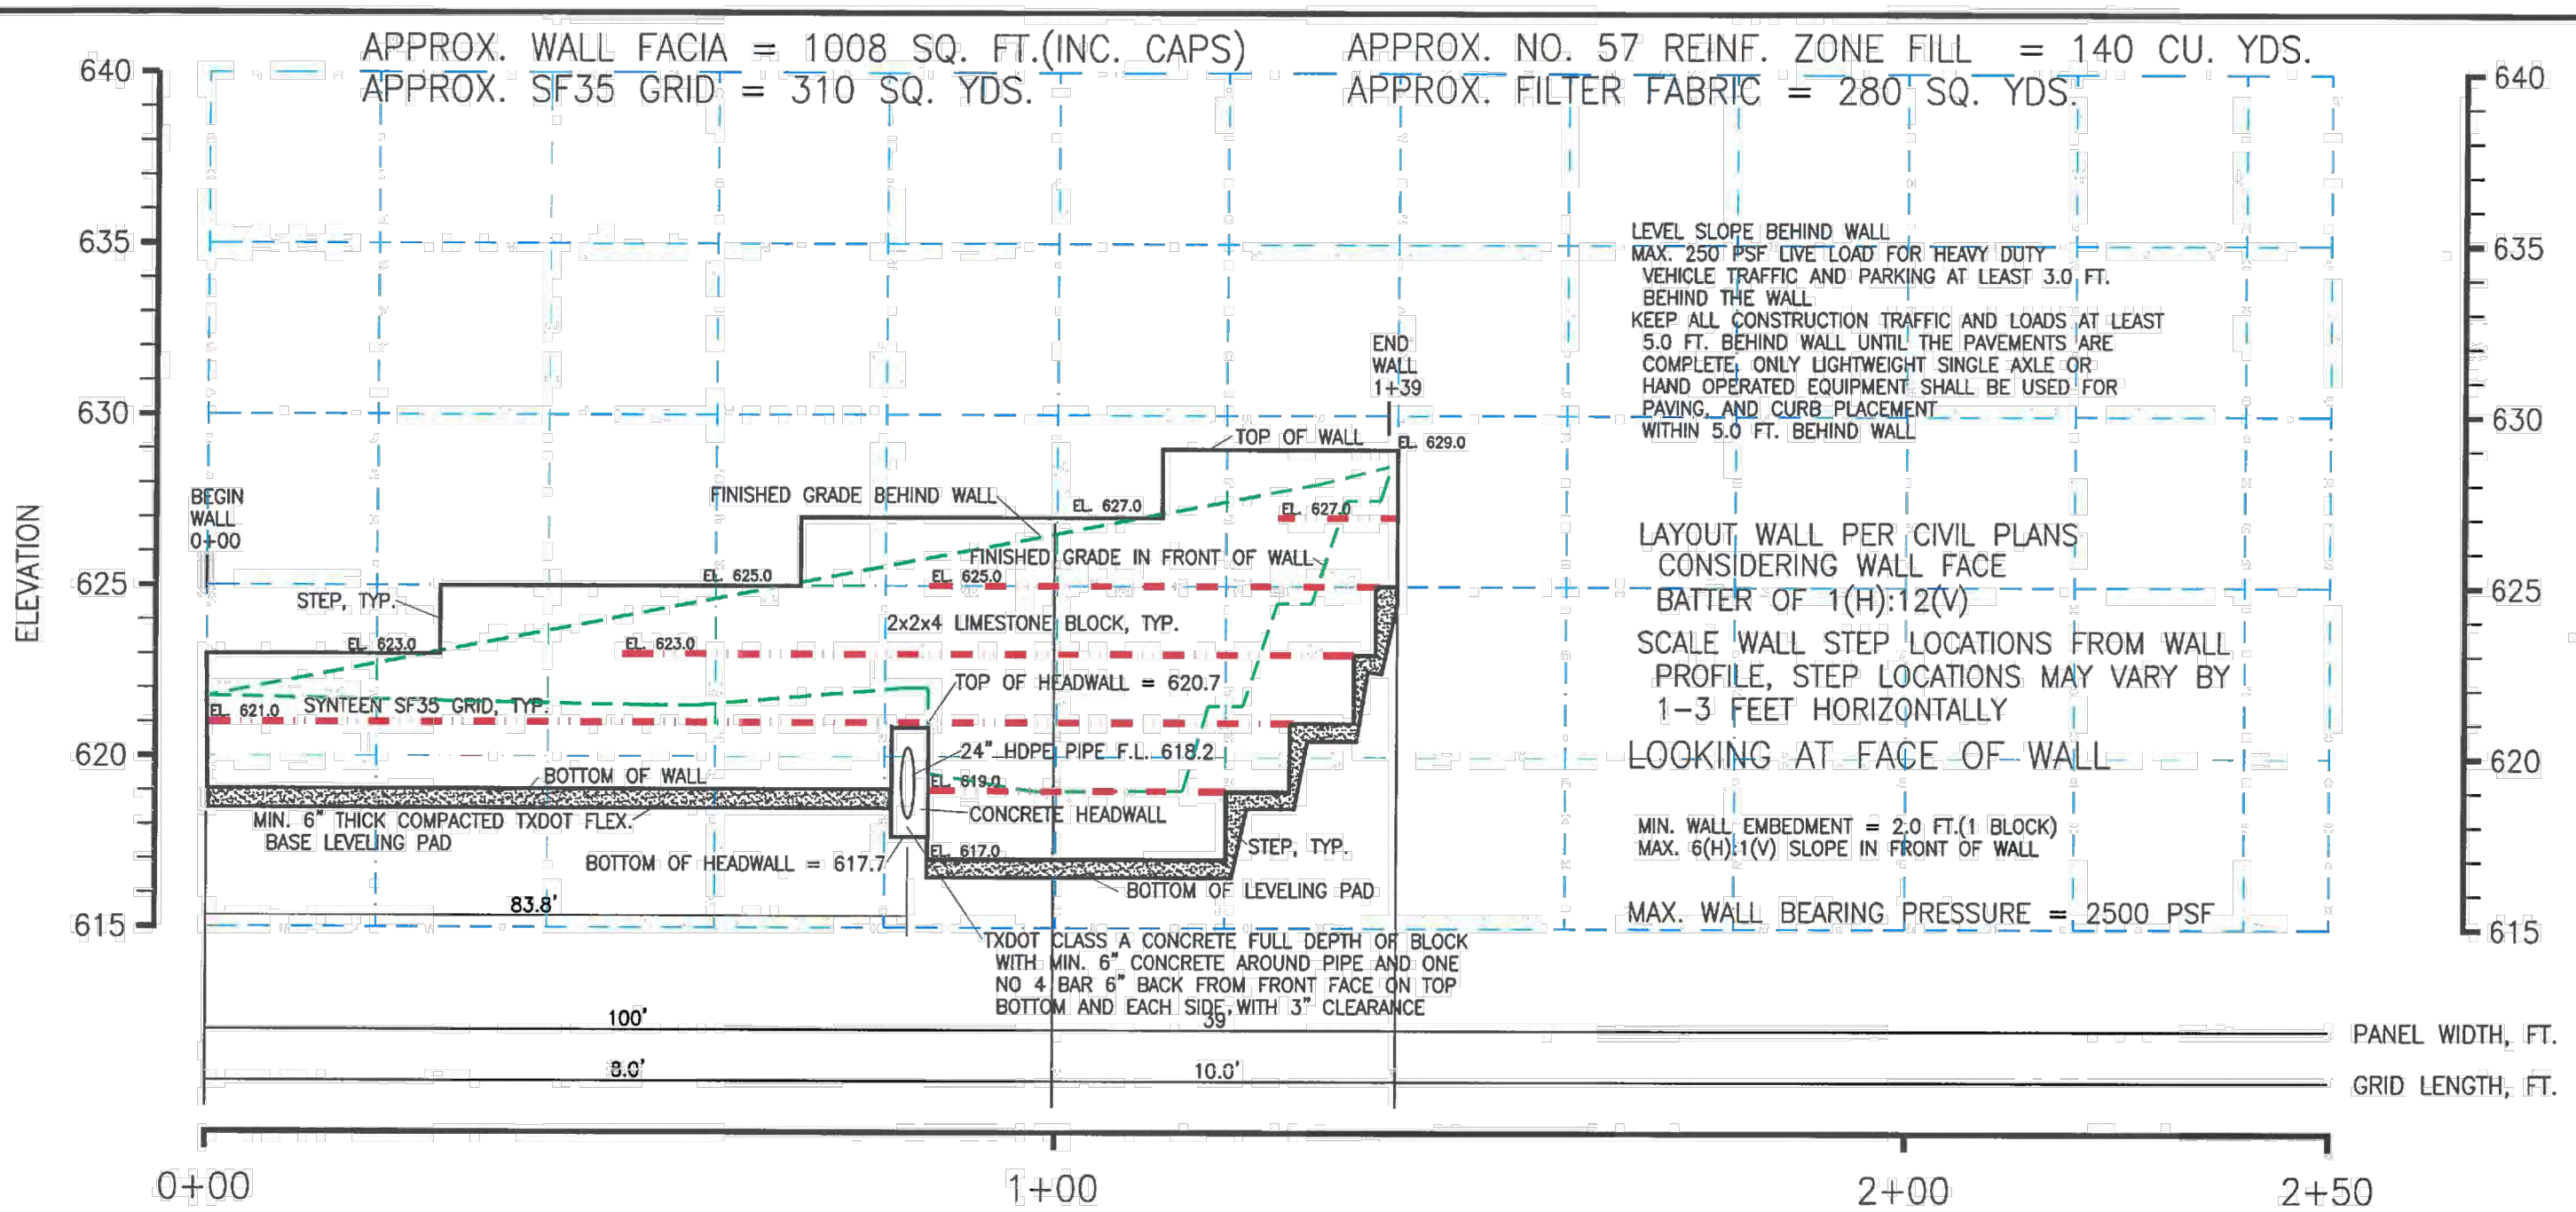 APPROX. WALL FACIA = 1008 SQ. FT.(INC. CAPS)
APPROX. SF35 GRID = 310 SQ. YDS.
APPROX. NO. 57 REINF. ZONE FILL = 140 CU. YDS.
APPROX. FILTER FABRIC = 280 SQ. YDS.
640
635
630
625
620
615
ELEVATION
640
635
630
625
620
615
LEVEL SLOPE BEHIND WALL
MAX. 250 PSF LIVE LOAD FOR HEAVY DUTY
VEHICLE TRAFFIC AND PARKING AT LEAST 3.0 FT.
BEHIND THE WALL
KEEP ALL CONSTRUCTION TRAFFIC AND LOADS AT LEAST
5.0 FT. BEHIND WALL UNTIL THE PAVEMENTS ARE
COMPLETE. ONLY LIGHTWEIGHT SINGLE AXLE OR
HAND OPERATED EQUIPMENT SHALL BE USED FOR
PAVING, AND CURB PLACEMENT
WITHIN 5.0 FT. BEHIND WALL
END
WALL
1+39
TOP OF WALL
EL. 629.0
BEGIN
WALL
0+00
FINISHED GRADE BEHIND WALL
EL. 627.0
EL. 627.0
FINISHED GRADE IN FRONT OF WALL
EL. 625.0
EL. 625.0
STEP, TYP.
2x2x4 LIMESTONE BLOCK, TYP.
EL. 623.0
EL. 623.0
TOP OF HEADWALL = 620.7
EL. 621.0
SYNTEEN SF35 GRID, TYP.
24" HDPE PIPE F.L. 618.2
BOTTOM OF WALL
EL. 619.0
CONCRETE HEADWALL
MIN. 6" THICK COMPACTED TXDOT FLEX.
BASE LEVELING PAD
EL. 617.0
STEP, TYP.
BOTTOM OF HEADWALL = 617.7
BOTTOM OF LEVELING PAD
83.8'
TXDOT CLASS A CONCRETE FULL DEPTH OF BLOCK
WITH MIN. 6" CONCRETE AROUND PIPE AND ONE
NO 4 BAR 6" BACK FROM FRONT FACE ON TOP
BOTTOM AND EACH SIDE, WITH 3" CLEARANCE
LAYOUT WALL PER CIVIL PLANS
CONSIDERING WALL FACE
BATTER OF 1(H):12(V)
SCALE WALL STEP LOCATIONS FROM WALL
PROFILE, STEP LOCATIONS MAY VARY BY
1-3 FEET HORIZONTALLY
LOOKING AT FACE OF WALL
MIN. WALL EMBEDMENT = 2.0 FT.(1 BLOCK)
MAX. 6(H):1(V) SLOPE IN FRONT OF WALL
MAX. WALL BEARING PRESSURE = 2500 PSF
100'
39
PANEL WIDTH, FT.
8.0'
10.0'
GRID LENGTH, FT.
0+00
1+00
2+00
2+50